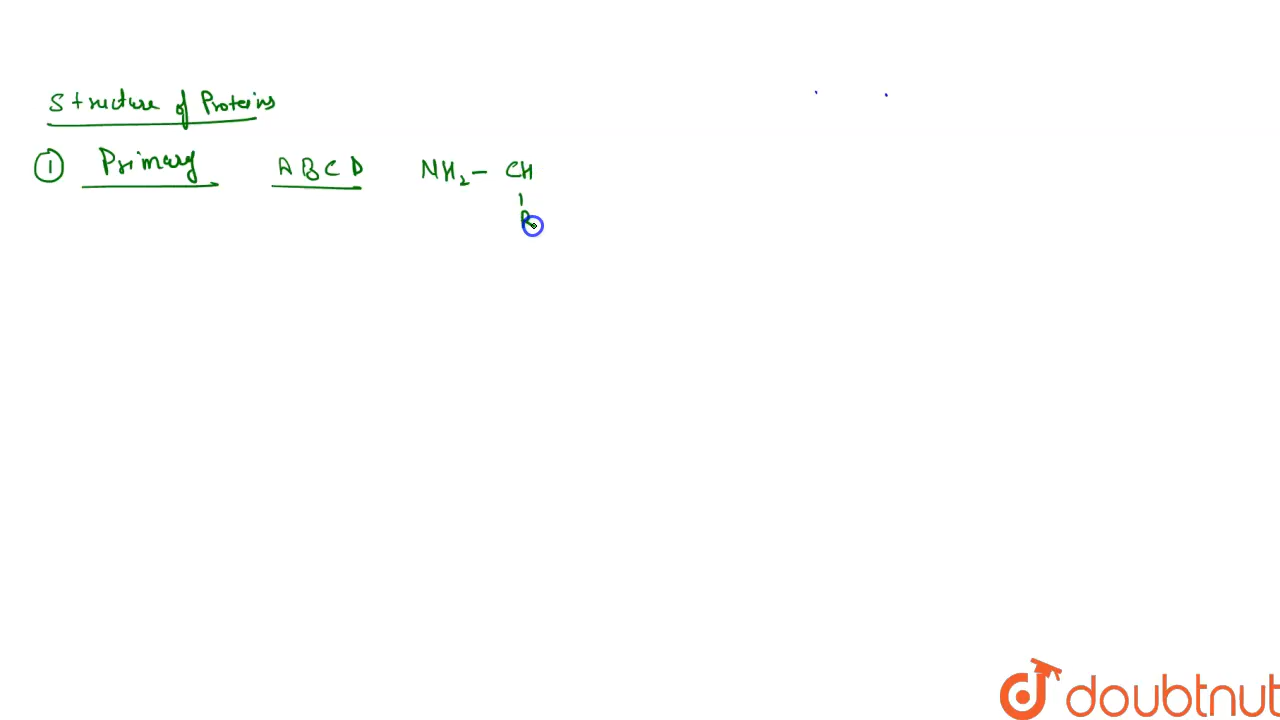 Structure of Proteins
① Primary ABCD NH₂- CH
R
doubtnut